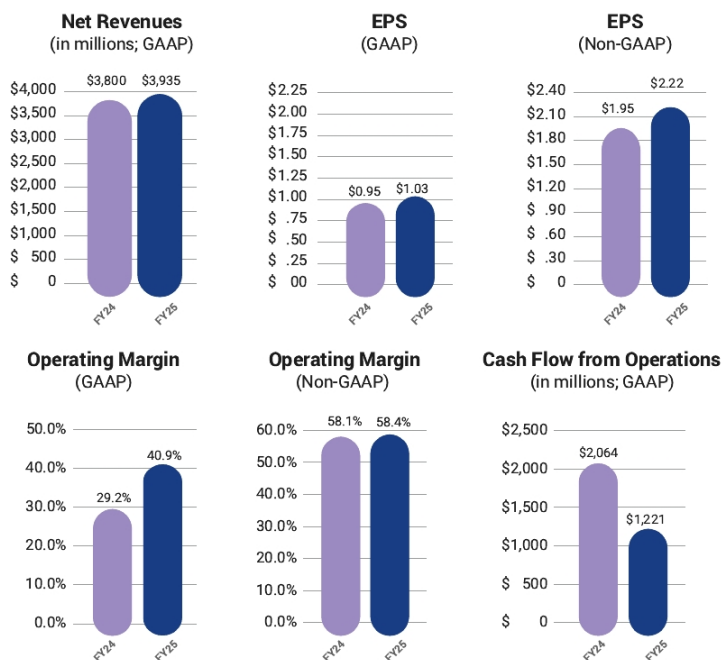 Net Revenues
(in millions; GAAP)
$4,000
$3,500
$3,000
$2,500
$2,000
$1,500
$1,000
$ 500
$ 0
$3,800 $3,935
FY24 FY25
EPS
(GAAP)
$2.25
$2.00
$1.75
$1.50
$1.25
$1.00
$ .75
$ .50
$ .25
$ 00
$0.95 $1.03
FY24 FY25
EPS
(Non-GAAP)
$2.40
$2.10
$1.80
$1.50
$1.20
$ .90
$ .60
$ .30
$ 0
$1.95 $2.22
FY24 FY25
Operating Margin
(GAAP)
50.0%
40.0%
30.0%
20.0%
10.0%
0.0%
29.2% 40.9%
FY24 FY25
Operating Margin
(Non-GAAP)
60.0%
50.0%
40.0%
30.0%
20.0%
10.0%
0.0%
58.1% 58.4%
FY24 FY25
Cash Flow from Operations
(in millions; GAAP)
$2,500
$2,000
$1,500
$1,000
$ 500
$ 0
$2,064 $1,221
FY24 FY25